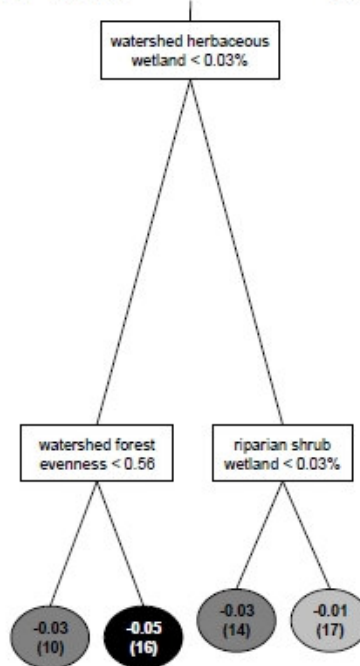 watershed herbaceous
wetland < 0.03%
watershed forest
evenness < 0.56
riparian shrub
wetland < 0.03%
-0.03
(10)
-0.05
(16)
-0.03
(14)
-0.01
(17)